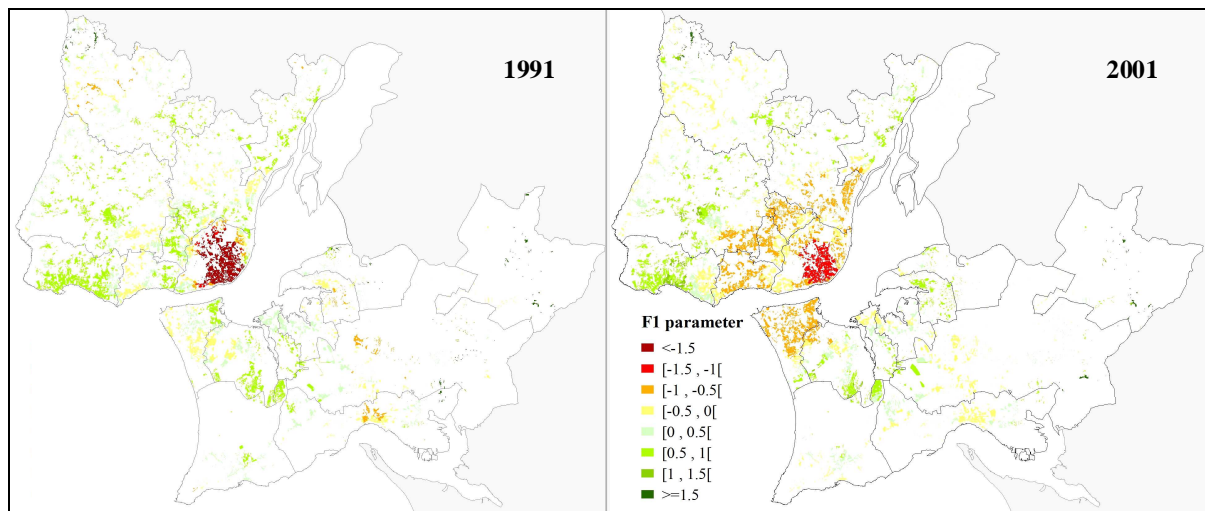 1991
2001
F1 parameter
<-1.5
[-1.5 , -1[
[-1 , -0.5[
[-0.5 , 0[
[0 , 0.5[
[0.5 , 1[
[1 , 1.5[
>=1.5